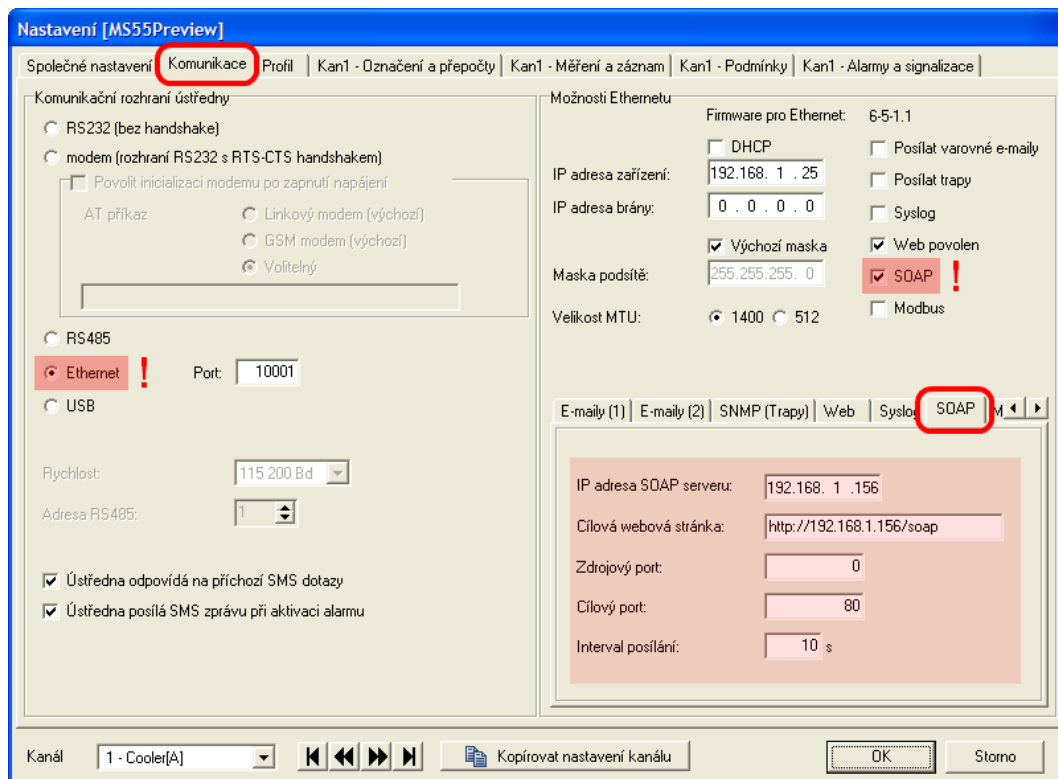 Nastavení [MS55Preview]
Společné nastavení Komunikace Profil Kan1 - Označení a přepočty Kan1 - Měření a záznam Kan1 - Podmínky Kan1 - Alarmy a signalizace
Komunikační rozhraní ústředny
RS232 (bez handshake)
modem (rozhraní RS232 s RTS-CTS handshakem)
Povolit inicializaci modemu po zapnutí napájení
AT příkaz
Linkový modem (výchozí)
GSM modem (výchozí)
Volitelný
RS485
Ethernet ! Port: 10001
USB
Rychlost: 115 200 Bd
Adresa RS485: 1
Ústředna odpovídá na příchozí SMS dotazy
Ústředna posílá SMS zprávu při aktivaci alarmu
Možnosti Ethernetu
Firmware pro Ethernet: 6-5-1.1
DHCP
IP adresa zařízení: 192.168. 1 . 25
IP adresa brány: 0 . 0 . 0 . 0
Výchozí maska
Maska podsítě: 255.255.255. 0
Velikost MTU: 1400 512
Posílat varovné e-maily
Posílat trapy
Syslog
Web povolen
SOAP !
Modbus
E-maily (1) E-maily (2) SNMP (Trapy) Web Syslog SOAP M
IP adresa SOAP serveru: 192.168. 1 .156
Cílová webová stránka: http://192.168.1.156/soap
Zdrojový port: 0
Cílový port: 80
Interval posílání: 10 s
Kanál 1 - Cooler[A] Kopírovat nastavení kanálu OK Storno